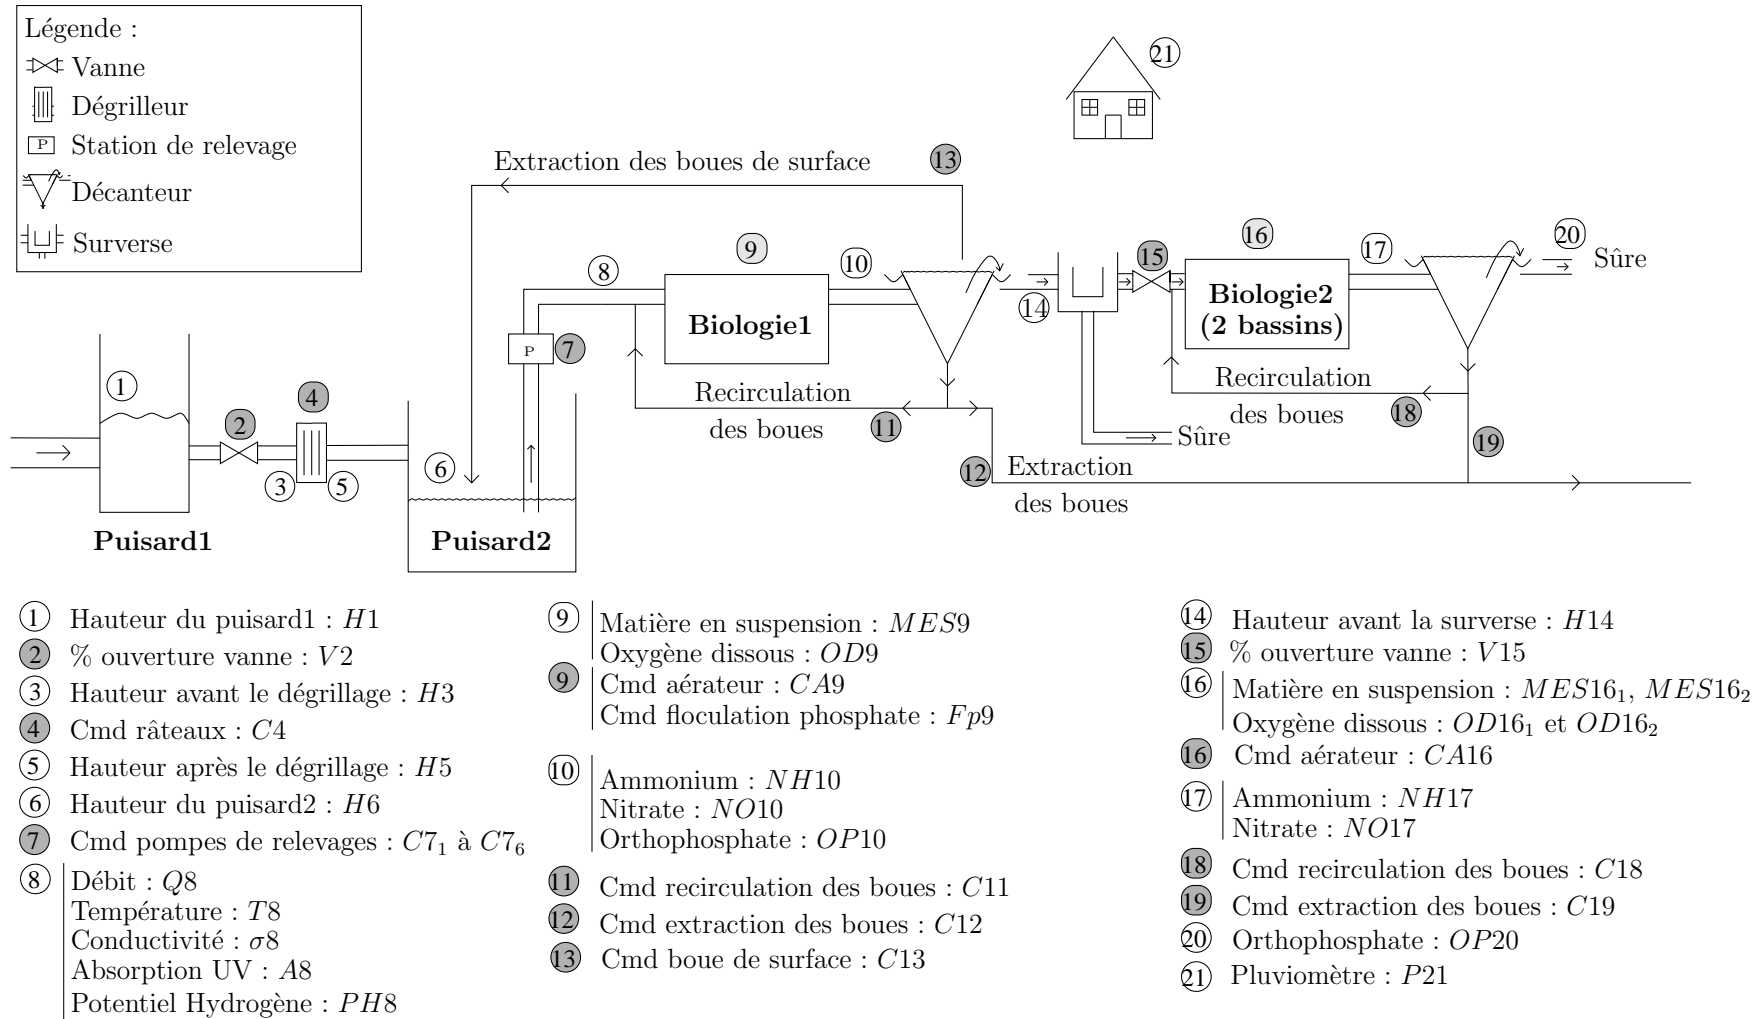 Légende :
Vanne
Dégrilleur
P Station de relevage
Décanteur
Surverse
21
Extraction des boues de surface 13
8
9
10
14
15
16
17
20
Sûre
Biologie1
Biologie2
(2 bassins)
P 7
1
2
4
3
5
6
Recirculation
des boues
11
12
Extraction
des boues
Recirculation
des boues
18
19
Sûre
Puisard1
Puisard2
1 Hauteur du puisard1 : H1
2 % ouverture vanne : V2
3 Hauteur avant le dégrillage : H3
4 Cmd râteaux : C4
5 Hauteur après le dégrillage : H5
6 Hauteur du puisard2 : H6
7 Cmd pompes de relevages : C7₁ à C7₆
8 Débit : Q8
Température : T8
Conductivité : σ8
Absorption UV : A8
Potentiel Hydrogène : PH8
9 Matière en suspension : MES9
Oxygène dissous : OD9
9 Cmd aérateur : CA9
Cmd floculation phosphate : Fp9
10 Ammonium : NH10
Nitrate : NO10
Orthophosphate : OP10
11 Cmd recirculation des boues : C11
12 Cmd extraction des boues : C12
13 Cmd boue de surface : C13
14 Hauteur avant la surverse : H14
15 % ouverture vanne : V15
16 Matière en suspension : MES16₁, MES16₂
Oxygène dissous : OD16₁ et OD16₂
16 Cmd aérateur : CA16
17 Ammonium : NH17
Nitrate : NO17
18 Cmd recirculation des boues : C18
19 Cmd extraction des boues : C19
20 Orthophosphate : OP20
21 Pluviomètre : P21